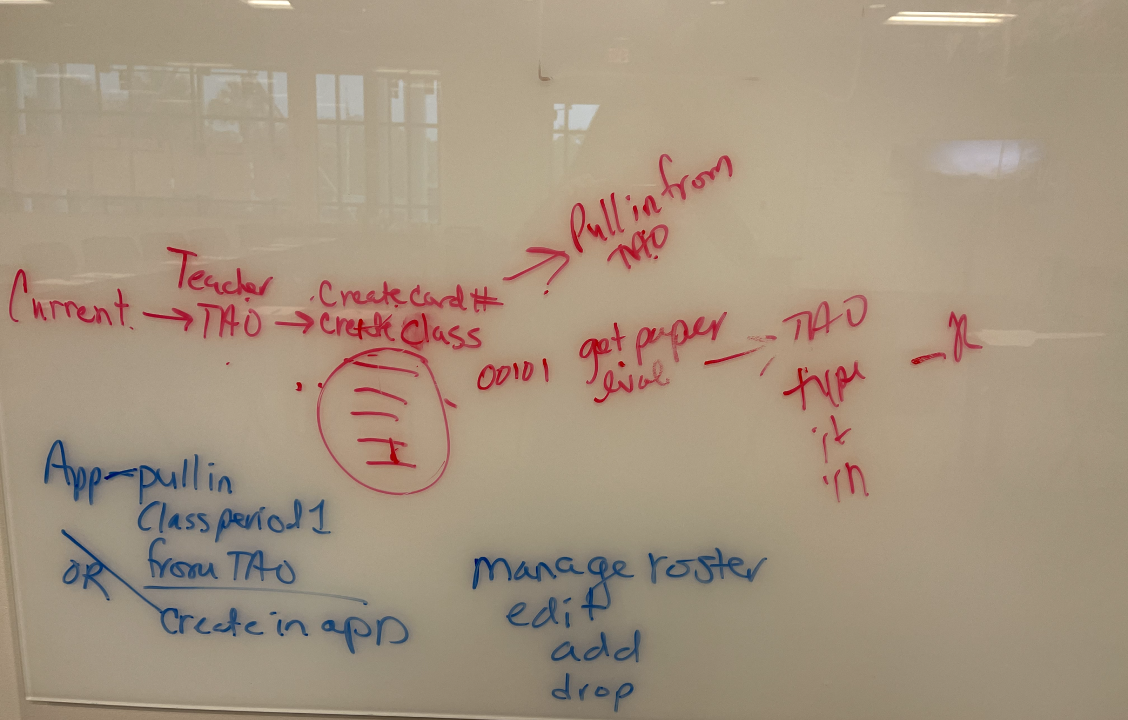 Pull in from
TAO
Current → Teacher
TAO → Create Card #
Create Class
?
00101
get paper
eval
TAO
type
it
in
App - pull in
Class period 1
from TAO
OR
Create in app
manage roster
edit
add
drop